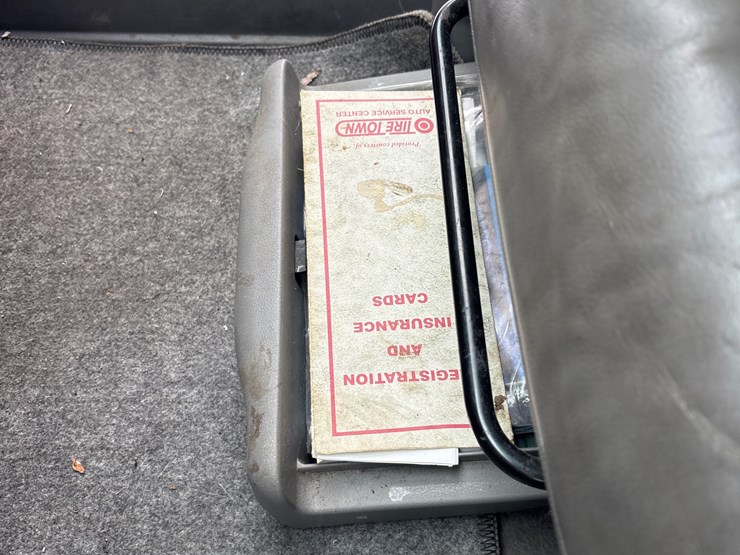 EGISTRATION
AND
INSURANCE
CARDS
Provided courtesy of
TIRE TOWN
AUTO SERVICE CENTER